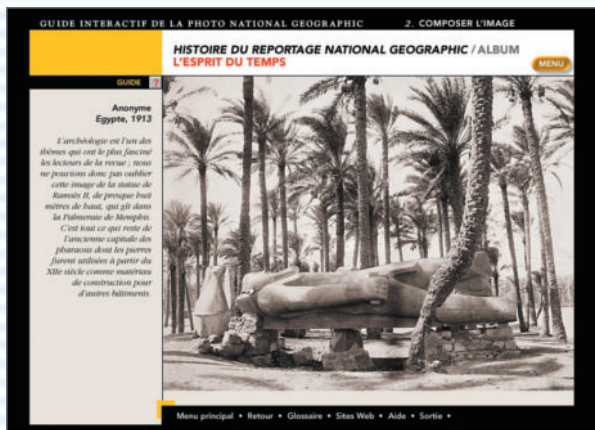 GUIDE INTERACTIF DE LA PHOTO NATIONAL GEOGRAPHIC
2. COMPOSER L'IMAGE
HISTOIRE DU REPORTAGE NATIONAL GEOGRAPHIC / ALBUM
L'ESPRIT DU TEMPS
MENU
GUIDE ?
Anonyme
Egypte, 1913
L'archéologie est l'un des
thèmes qui ont le plus fasciné
les lecteurs de la revue ; nous
ne pouvions donc pas oublier
cette image de la statue de
Ramsès II, de presque huit
mètres de haut, qui gît dans
la Palmeraie de Memphis.
C'est tout ce qui reste de
l'ancienne capitale des
pharaons dont les pierres
furent utilisées à partir du
XIIe siècle comme matériau
de construction pour
d'autres bâtiments.
Menu principal • Retour • Glossaire • Sites Web • Aide • Sortie •